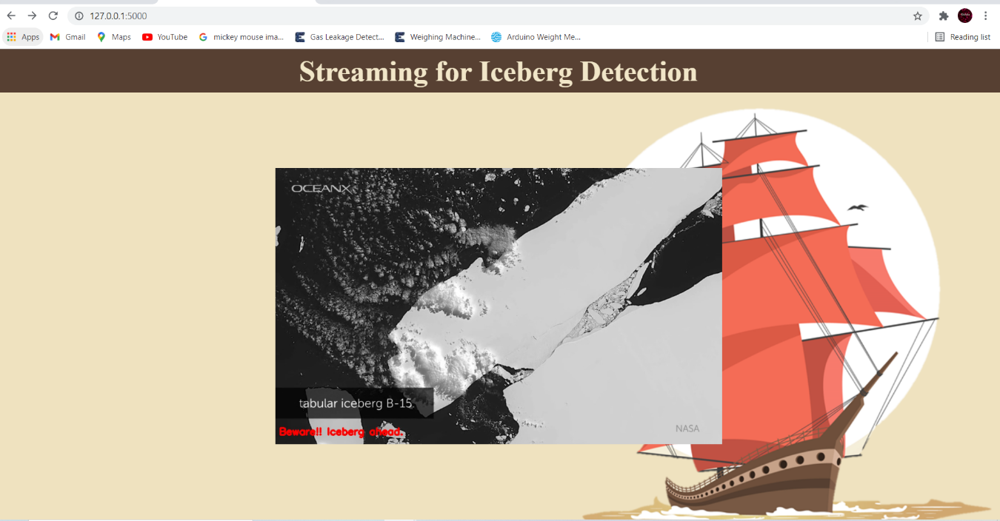 127.0.0.1:5000
Apps
Gmail
Maps
YouTube
mickey mouse ima...
Gas Leakage Detect...
Weighing Machine...
Arduino Weight Me...
Reading list
Streaming for Iceberg Detection
OCEANX
tabular iceberg B-15.
Beware!! Iceberg ahead.
NASA